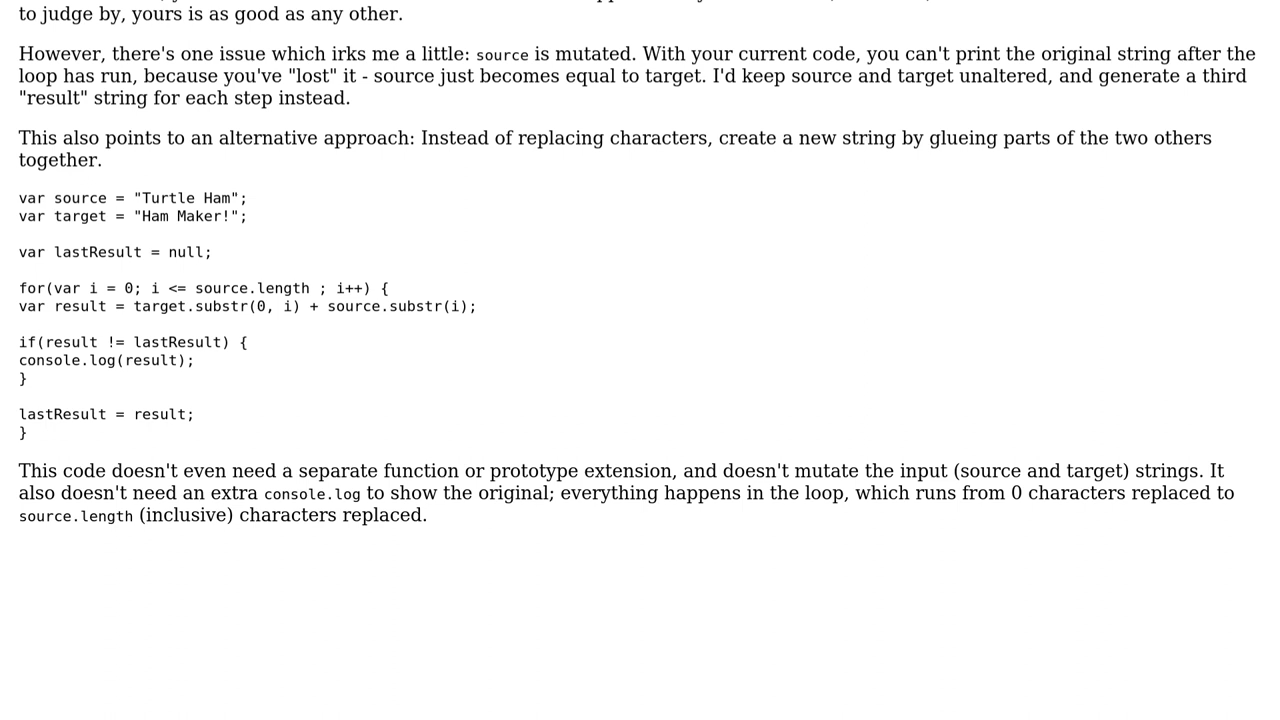 to judge by, yours is as good as any other.
However, there's one issue which irks me a little: source is mutated. With your current code, you can't print the original string after the
loop has run, because you've "lost" it - source just becomes equal to target. I'd keep source and target unaltered, and generate a third
"result" string for each step instead.
This also points to an alternative approach: Instead of replacing characters, create a new string by glueing parts of the two others
together.
var source = "Turtle Ham";
var target = "Ham Maker!";
var lastResult = null;
for(var i = 0; i <= source.length ; i++) {
var result = target.substr(0, i) + source.substr(i);
if(result != lastResult) {
console.log(result);
}
lastResult = result;
}
This code doesn't even need a separate function or prototype extension, and doesn't mutate the input (source and target) strings. It
also doesn't need an extra console.log to show the original; everything happens in the loop, which runs from 0 characters replaced to
source.length (inclusive) characters replaced.